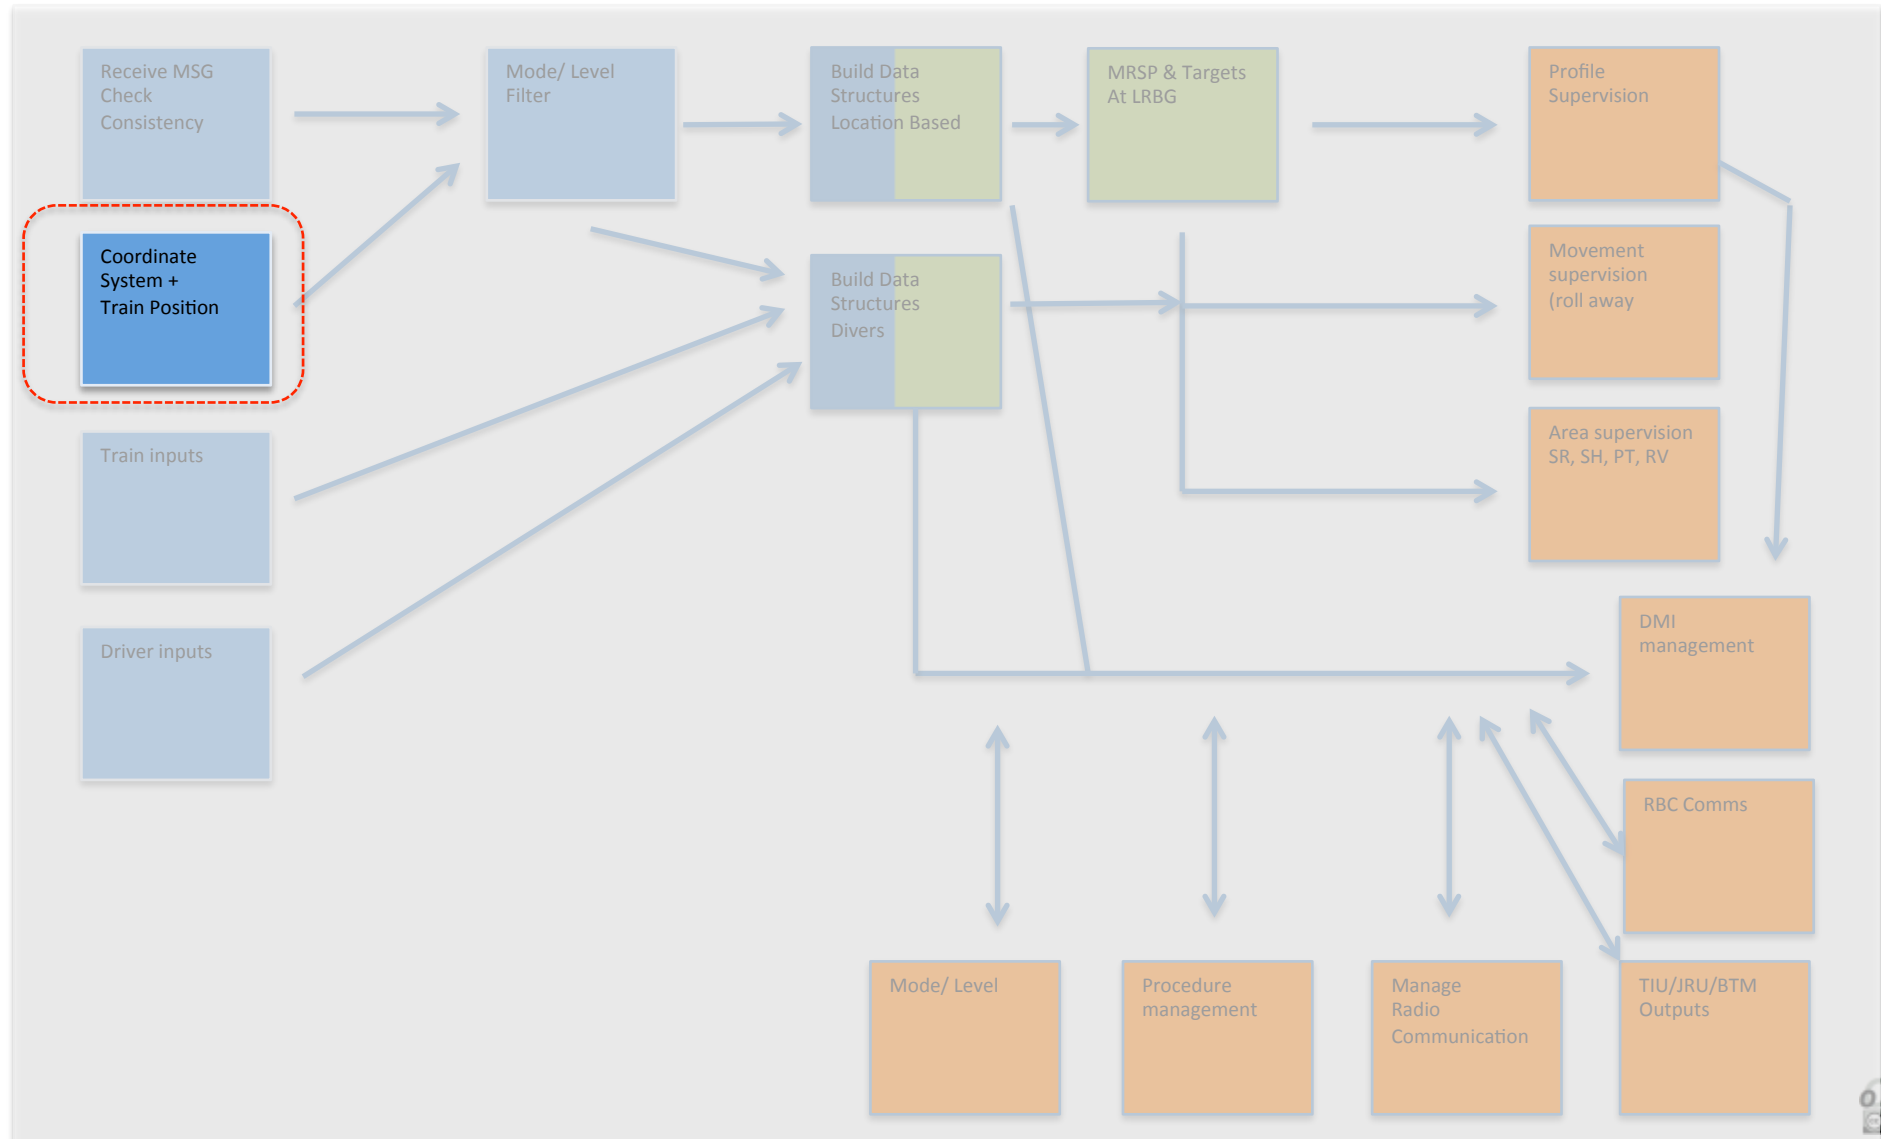 Receive MSG
Check
Consistency
Mode/ Level
Filter
Build Data
Structures
Location Based
MRSP & Targets
At LRBG
Profile
Supervision
Coordinate
System +
Train Position
Build Data
Structures
Divers
Movement
supervision
(roll away
Train inputs
Area supervision
SR, SH, PT, RV
Driver inputs
DMI
management
RBC Comms
Mode/ Level
Procedure
management
Manage
Radio
Communication
TIU/JRU/BTM
Outputs